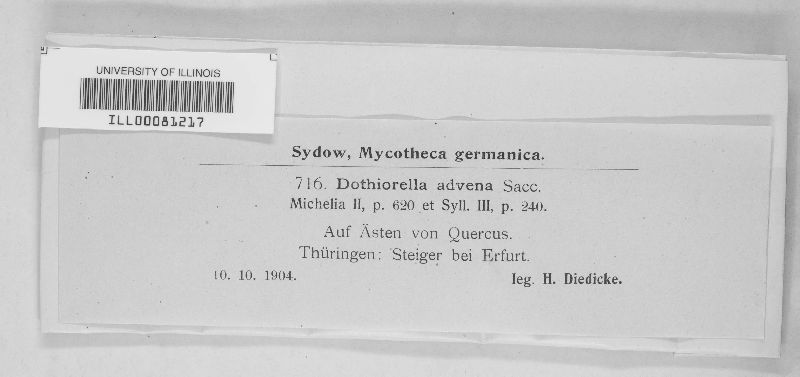 UNIVERSITY OF ILLINOIS
ILL00081217
Sydow, Mycotheca germanica.
716. Dothiorella advena Sacc.
Michelia II, p. 620 et Syll. III, p. 240.
Auf Ästen von Quercus.
Thüringen: Steiger bei Erfurt.
10. 10. 1904. leg. H. Diedicke.